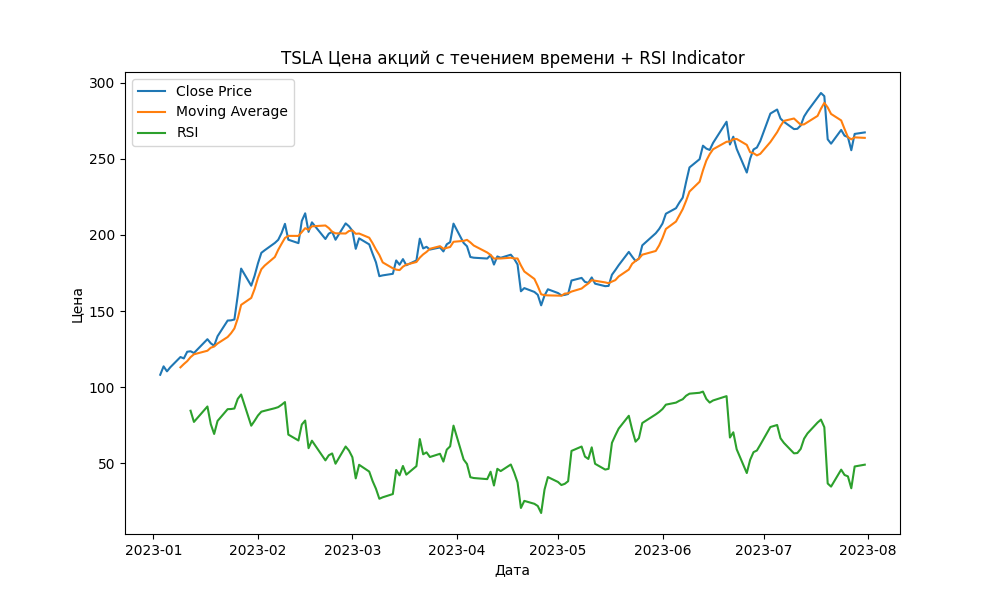 TSLA Цена акций с течением времени + RSI Indicator
Close Price
Moving Average
RSI
300
250
200
150
100
50
Цена
2023-01 2023-02 2023-03 2023-04 2023-05 2023-06 2023-07 2023-08
Дата